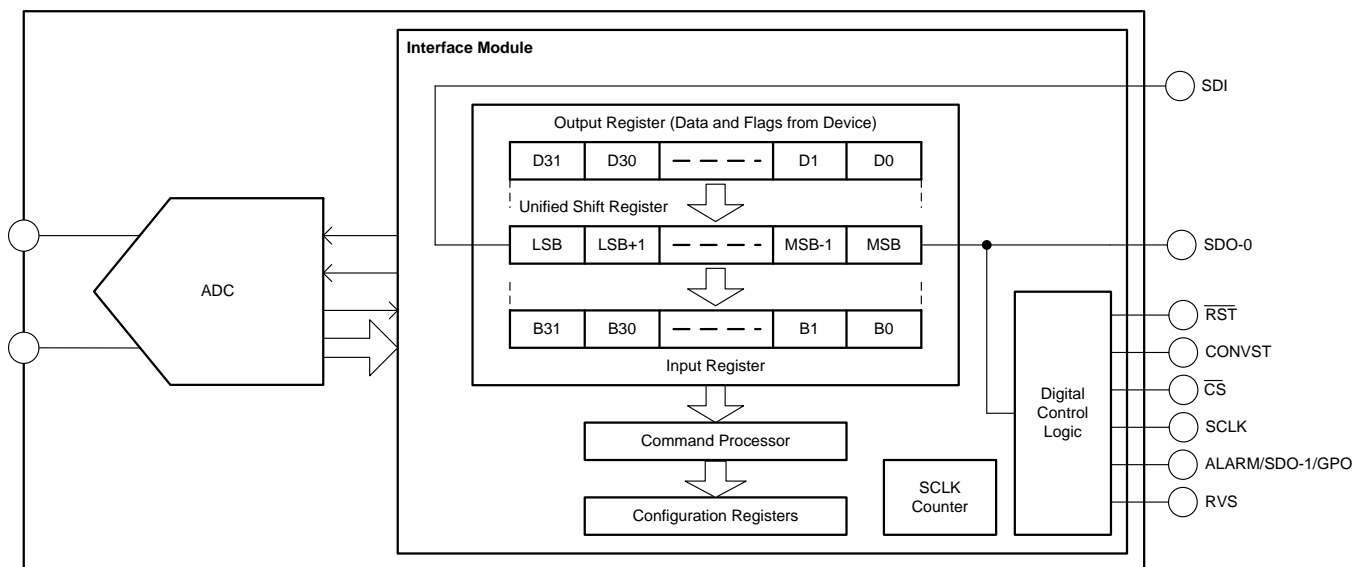 Interface Module
SDI
Output Register (Data and Flags from Device)
D31 D30 D1 D0
Unified Shift Register
LSB LSB+1 MSB-1 MSB
SDO-0
ADC
B31 B30 B1 B0
Input Register
RST
CONVST
CS
SCLK
ALARM/SDO-1/GPO
RVS
Digital
Control
Logic
Command Processor
SCLK
Counter
Configuration Registers